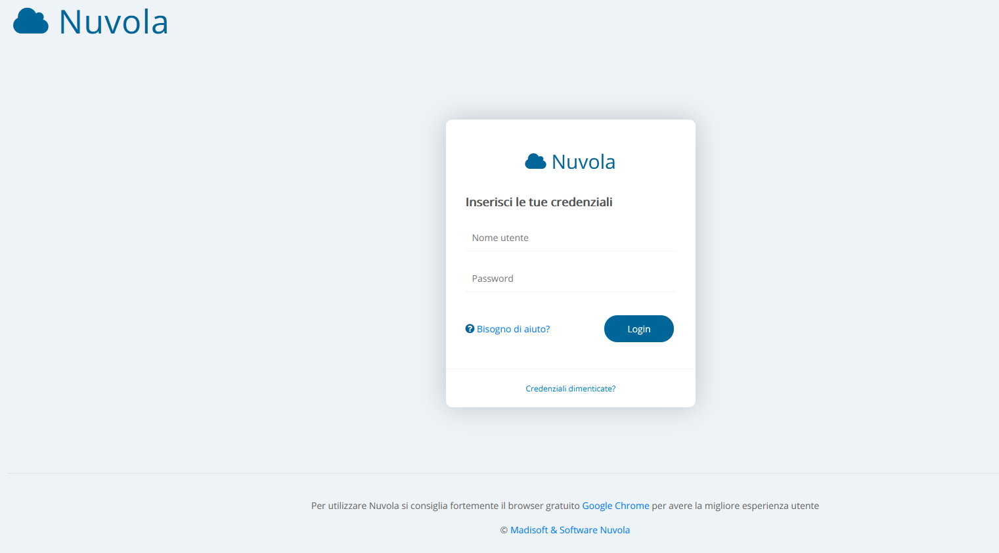 Nuvola
Nuvola
Inserisci le tue credenziali
Nome utente
Password
Bisogno di aiuto?
Login
Credenziali dimenticate?
Per utilizzare Nuvola si consiglia fortemente il browser gratuito Google Chrome per avere la migliore esperienza utente
© Madisoft & Software Nuvola